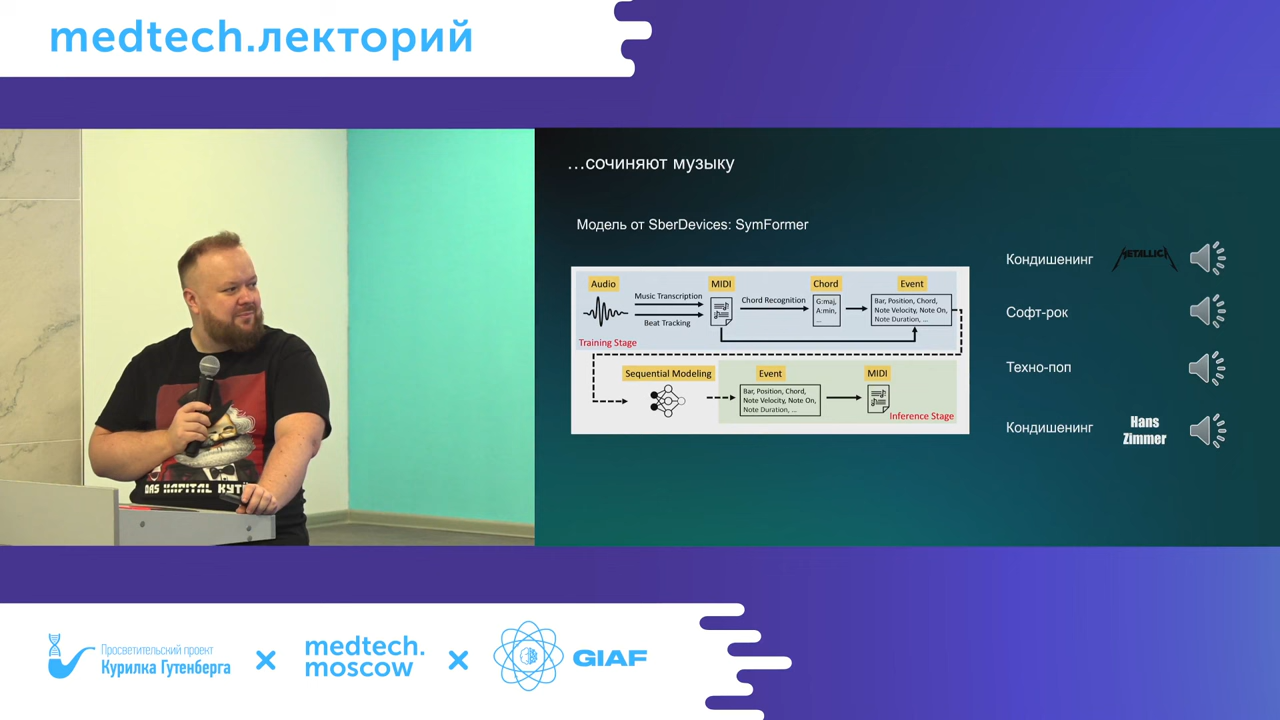 medtech.лекторий
…сочиняют музыку
Модель от SberDevices: SymFormer
Audio
MIDI
Chord
Event
Music Transcription
Beat Tracking
Chord Recognition
G:maj,
A:min,
...
Bar, Position, Chord,
Note Velocity, Note On,
Note Duration, ...
Training Stage
Sequential Modeling
Event
MIDI
Bar, Position, Chord,
Note Velocity, Note On,
Note Duration, ...
Inference Stage
Кондишенинг
METALLICA
Софт-рок
Техно-поп
Кондишенинг
Hans
Zimmer
DAS KAPITAL KYTI
Просветительский проект
Курилка Гутенберга
medtech.
moscow
GIAF